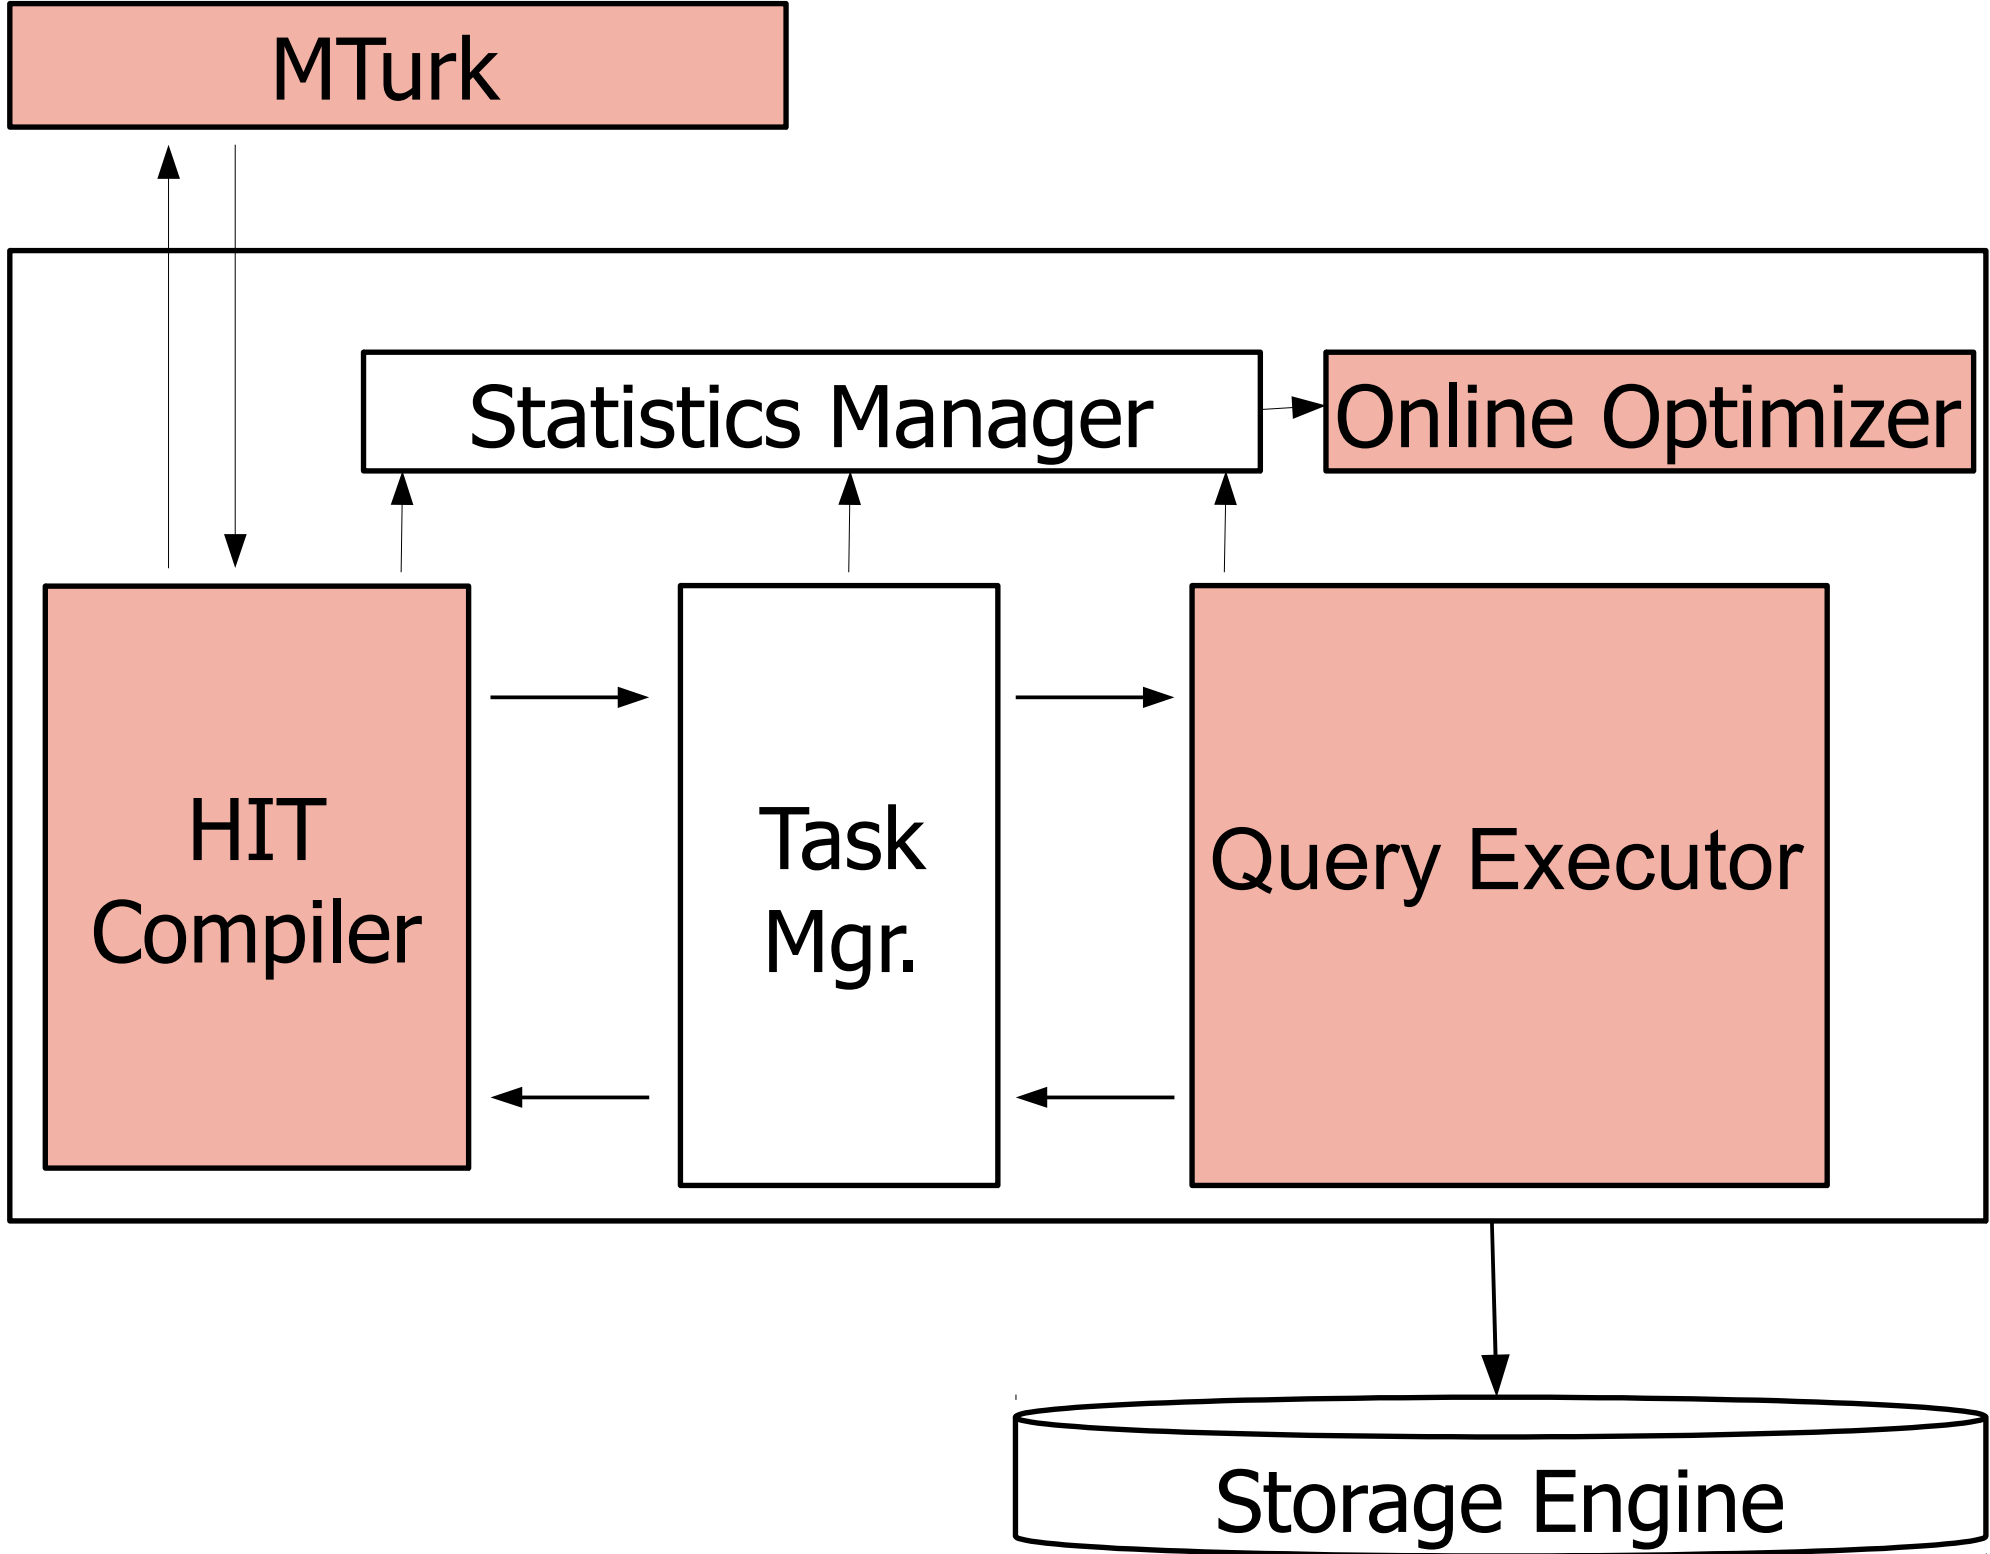 MTurk
Statistics Manager
Online Optimizer
HIT
Compiler
Task
Mgr.
Query Executor
Storage Engine